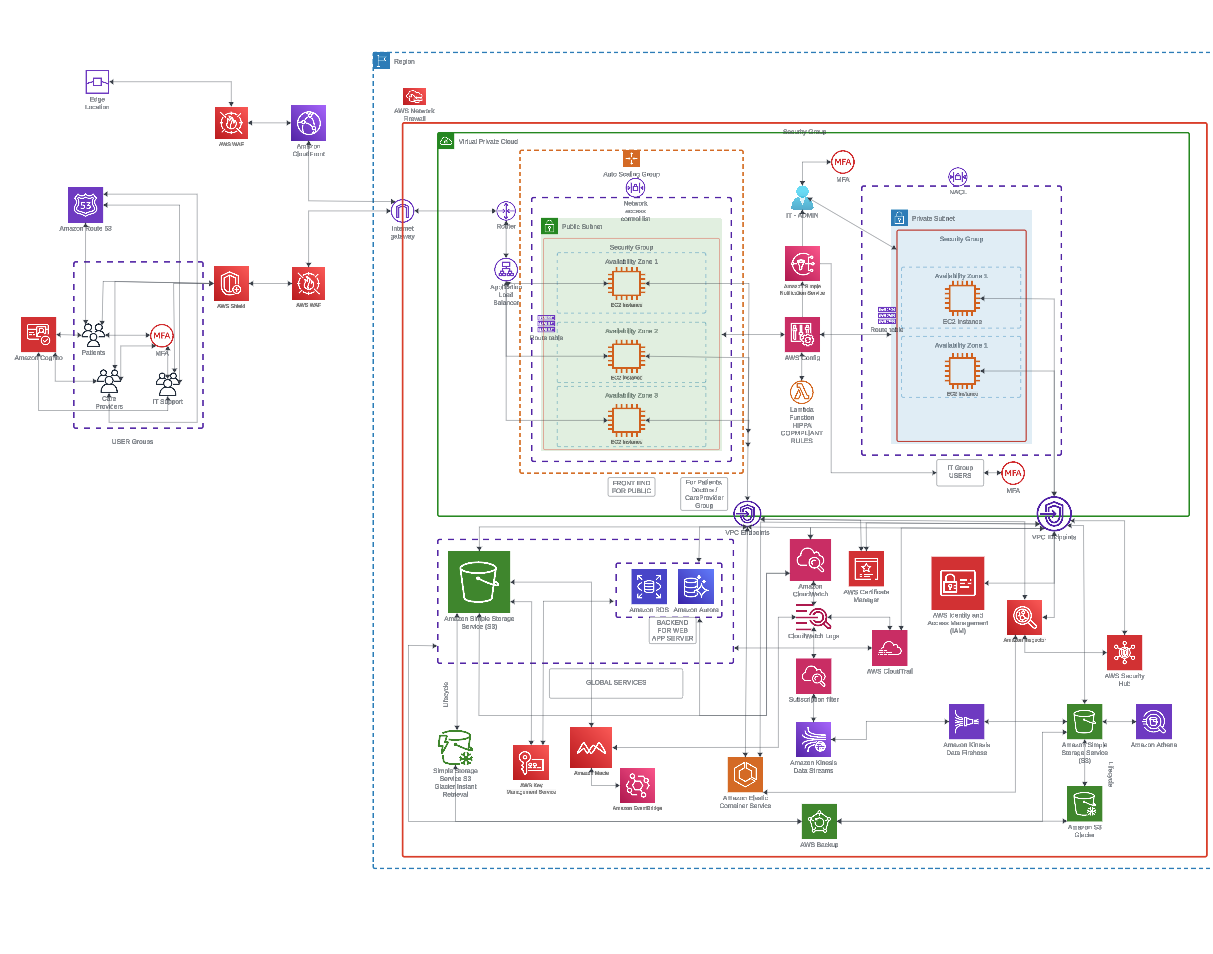 Region
Edge
Location
AWS WAF
Amazon
CloudFront
AWS Network
Firewall
Security Group
Virtual Private Cloud
Auto Scaling Group
Network
access
control list
MFA
MFA
IT - ADMIN
NACL
53
Amazon Route 53
Internet
gateway
Router
Public Subnet
Private Subnet
Security Group
Security Group
Availability Zone 1
EC2 Instance
Application
Load
Balancer
Amazon Simple
Notification Service
Availability Zone 1
EC2 Instance
AWS Shield
AWS WAF
Route table
Availability Zone 2
EC2 Instance
AWS Config
Route table
Availability Zone 1
EC2 Instance
Amazon Cognito
Patients
MFA
MFA
Care
Providers
IT Support
USER Groups
Availability Zone 3
EC2 Instance
Lambda
Function
HIPPA
COMPLIANT
RULES
FRONT END
FOR PUBLIC
For Patients,
Doctors /
CareProvider
Group
IT Group
USERS
MFA
MFA
VPC Endpoints
VPC Endpoints
Amazon Simple Storage
Service (S3)
Amazon RDS
Amazon Aurora
BACKEND
FOR WEB
APP SERVER
Amazon
CloudWatch
AWS Certificate
Manager
AWS Identity and
Access Management
(IAM)
Amazon Inspector
CloudWatch Logs
AWS CloudTrail
AWS Security
Hub
GLOBAL SERVICES
Subscription filter
Lifecycle
Simple Storage
Service S3
Glacier Instant
Retrieval
AWS Key
Management Service
Amazon Macie
Amazon EventBridge
Amazon Elastic
Container Service
Amazon Kinesis
Data Streams
Amazon Kinesis
Data Firehose
Amazon Simple
Storage Service
(S3)
Amazon Athena
Lifecycle
Amazon S3
Glacier
AWS Backup